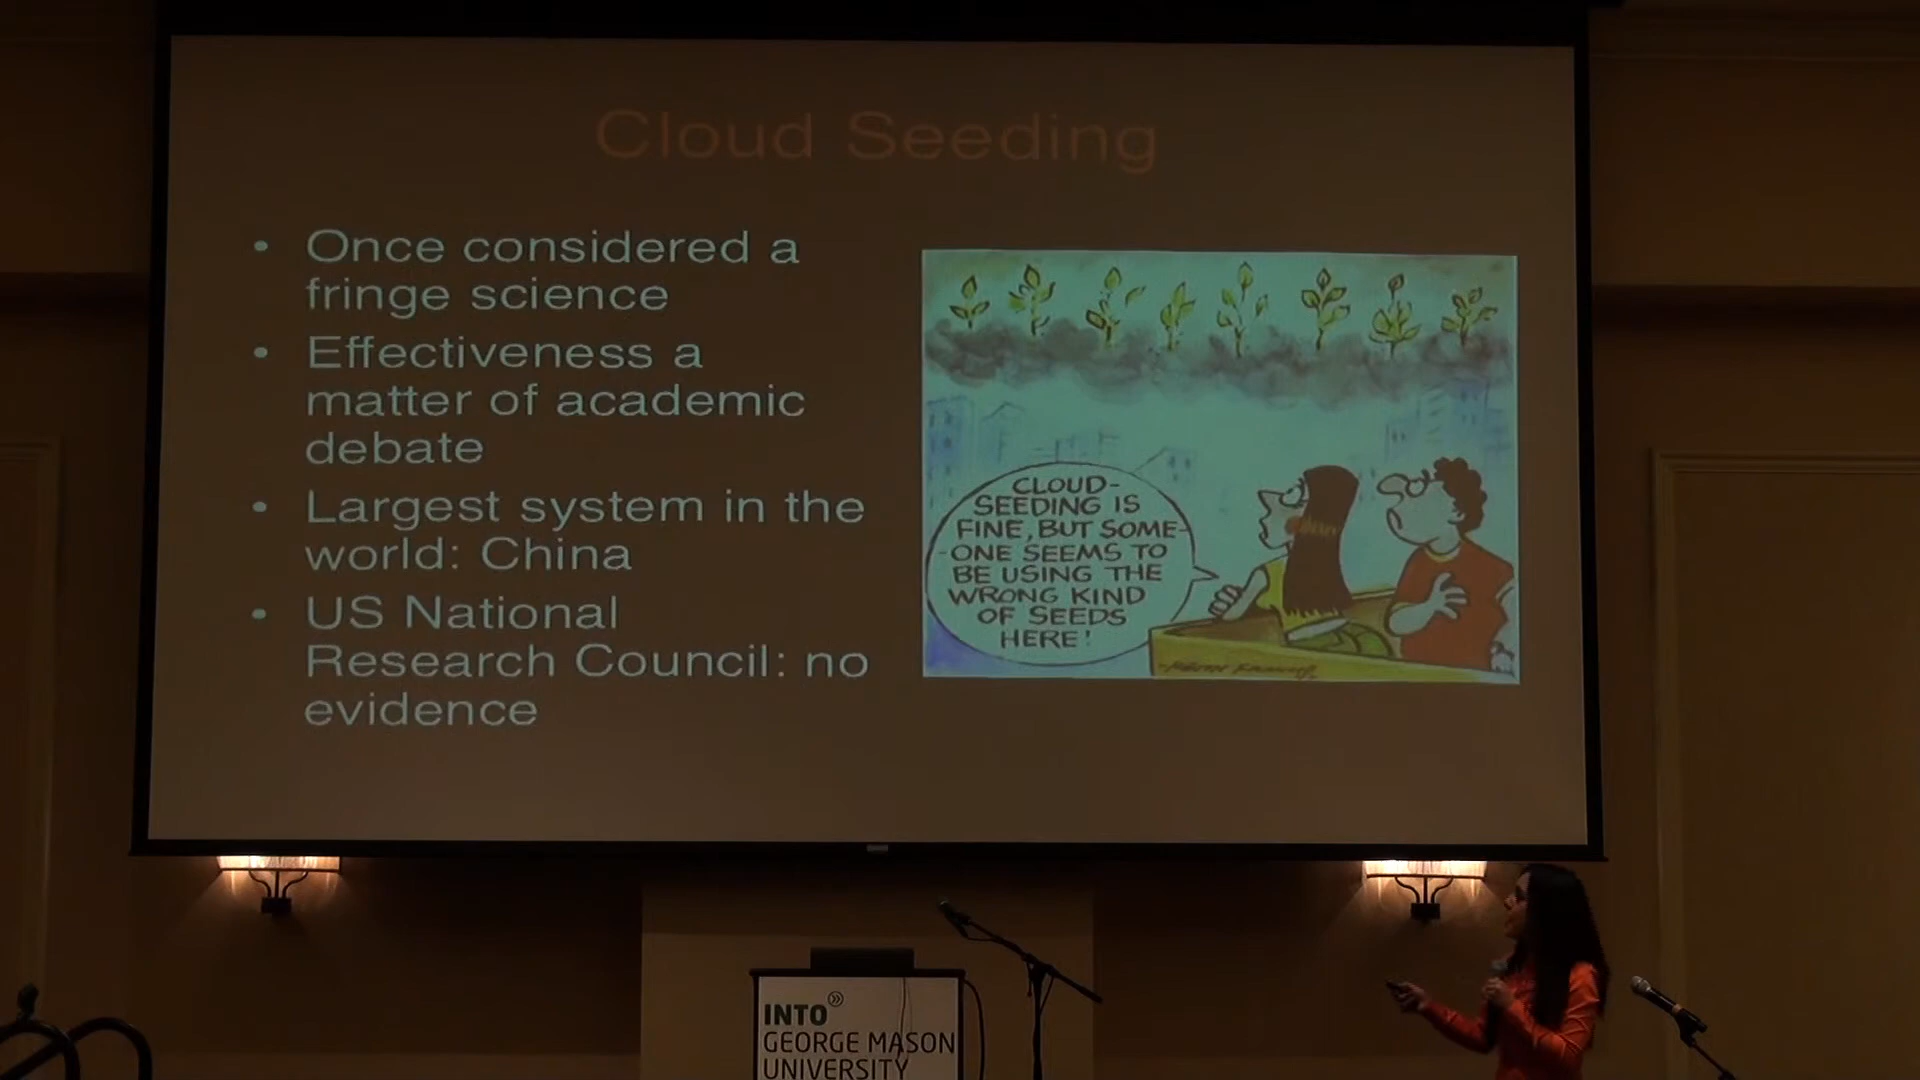 Cloud Seeding
• Once considered a
fringe science
• Effectiveness a
matter of academic
debate
• Largest system in the
world: China
• US National
Research Council: no
evidence
CLOUD-
SEEDING IS
FINE, BUT SOME-
-ONE SEEMS TO
BE USING THE
WRONG KIND
OF SEEDS
HERE!
INTO
GEORGE MASON
UNIVERSITY